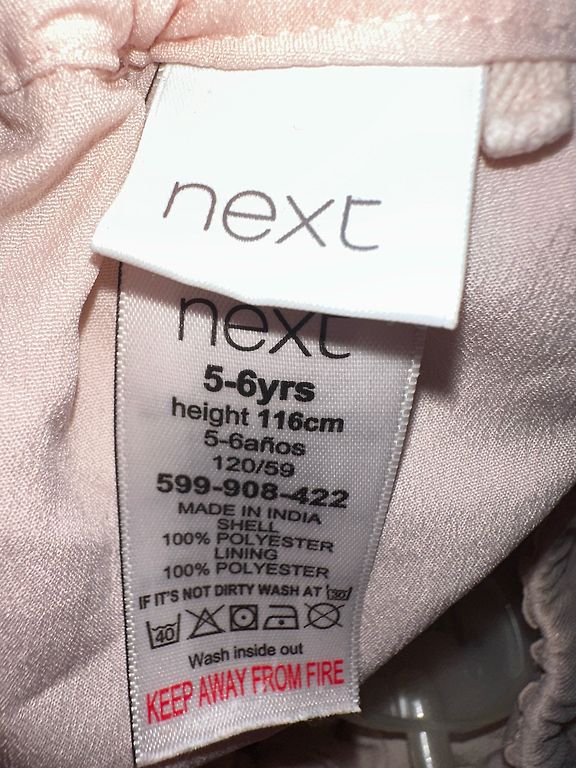 next
next
5-6yrs
height 116cm
5-6años
120/59
599-908-422
MADE IN INDIA
SHELL
100% POLYESTER
LINING
100% POLYESTER
IF IT'S NOT DIRTY WASH AT 30
40
Wash inside out
KEEP AWAY FROM FIRE